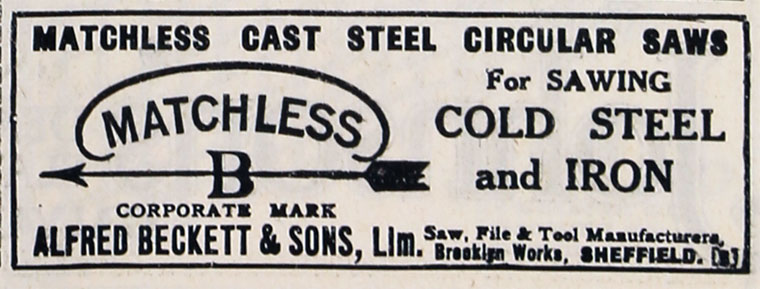 MATCHLESS CAST STEEL CIRCULAR SAWS
MATCHLESS
B
CORPORATE MARK
For SAWING
COLD STEEL
and IRON
ALFRED BECKETT & SONS, Lim.
Saw, File & Tool Manufacturers,
Brooklyn Works, SHEFFIELD.